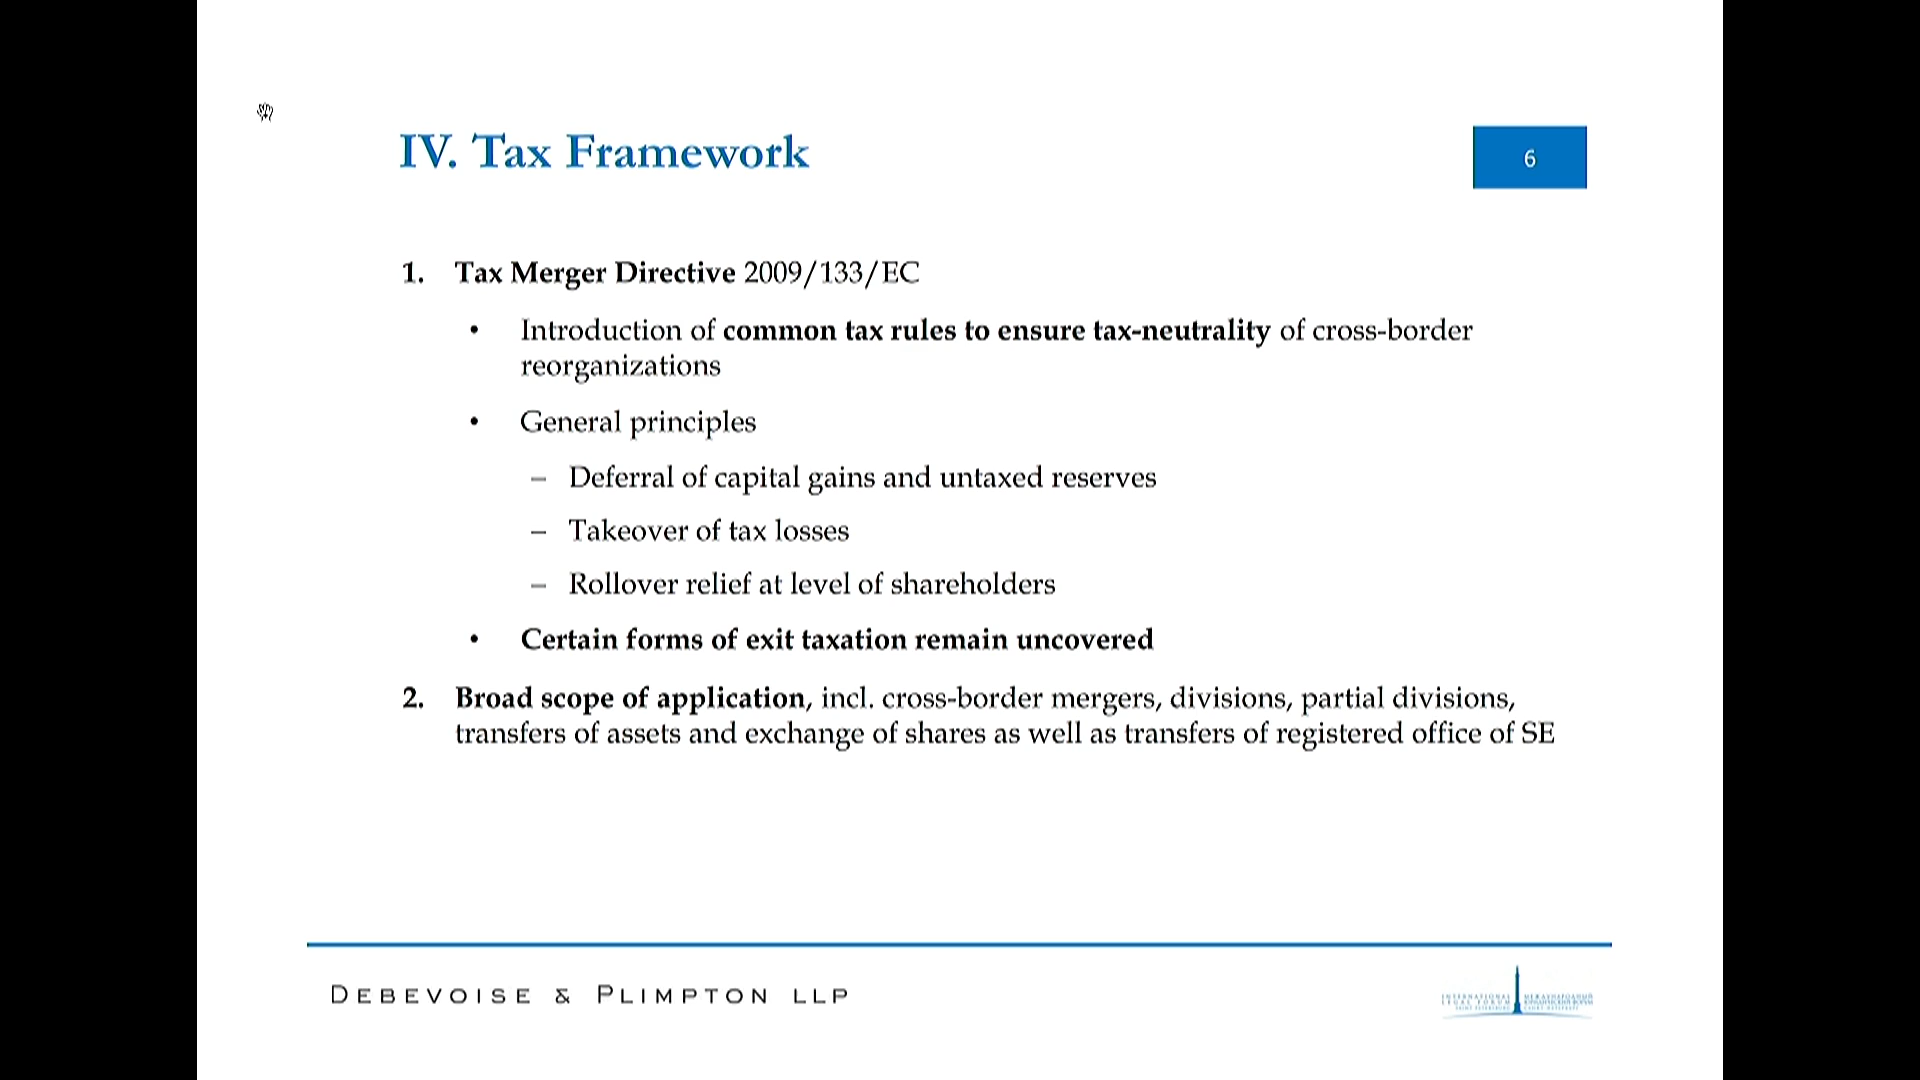 IV. Tax Framework
6
1. Tax Merger Directive 2009/133/EC
• Introduction of common tax rules to ensure tax-neutrality of cross-border
reorganizations
• General principles
– Deferral of capital gains and untaxed reserves
– Takeover of tax losses
– Rollover relief at level of shareholders
• Certain forms of exit taxation remain uncovered
2. Broad scope of application, incl. cross-border mergers, divisions, partial divisions,
transfers of assets and exchange of shares as well as transfers of registered office of SE
DEBEVOISE & PLIMPTON LLP
INTERNATIONAL
LEGAL FORUM